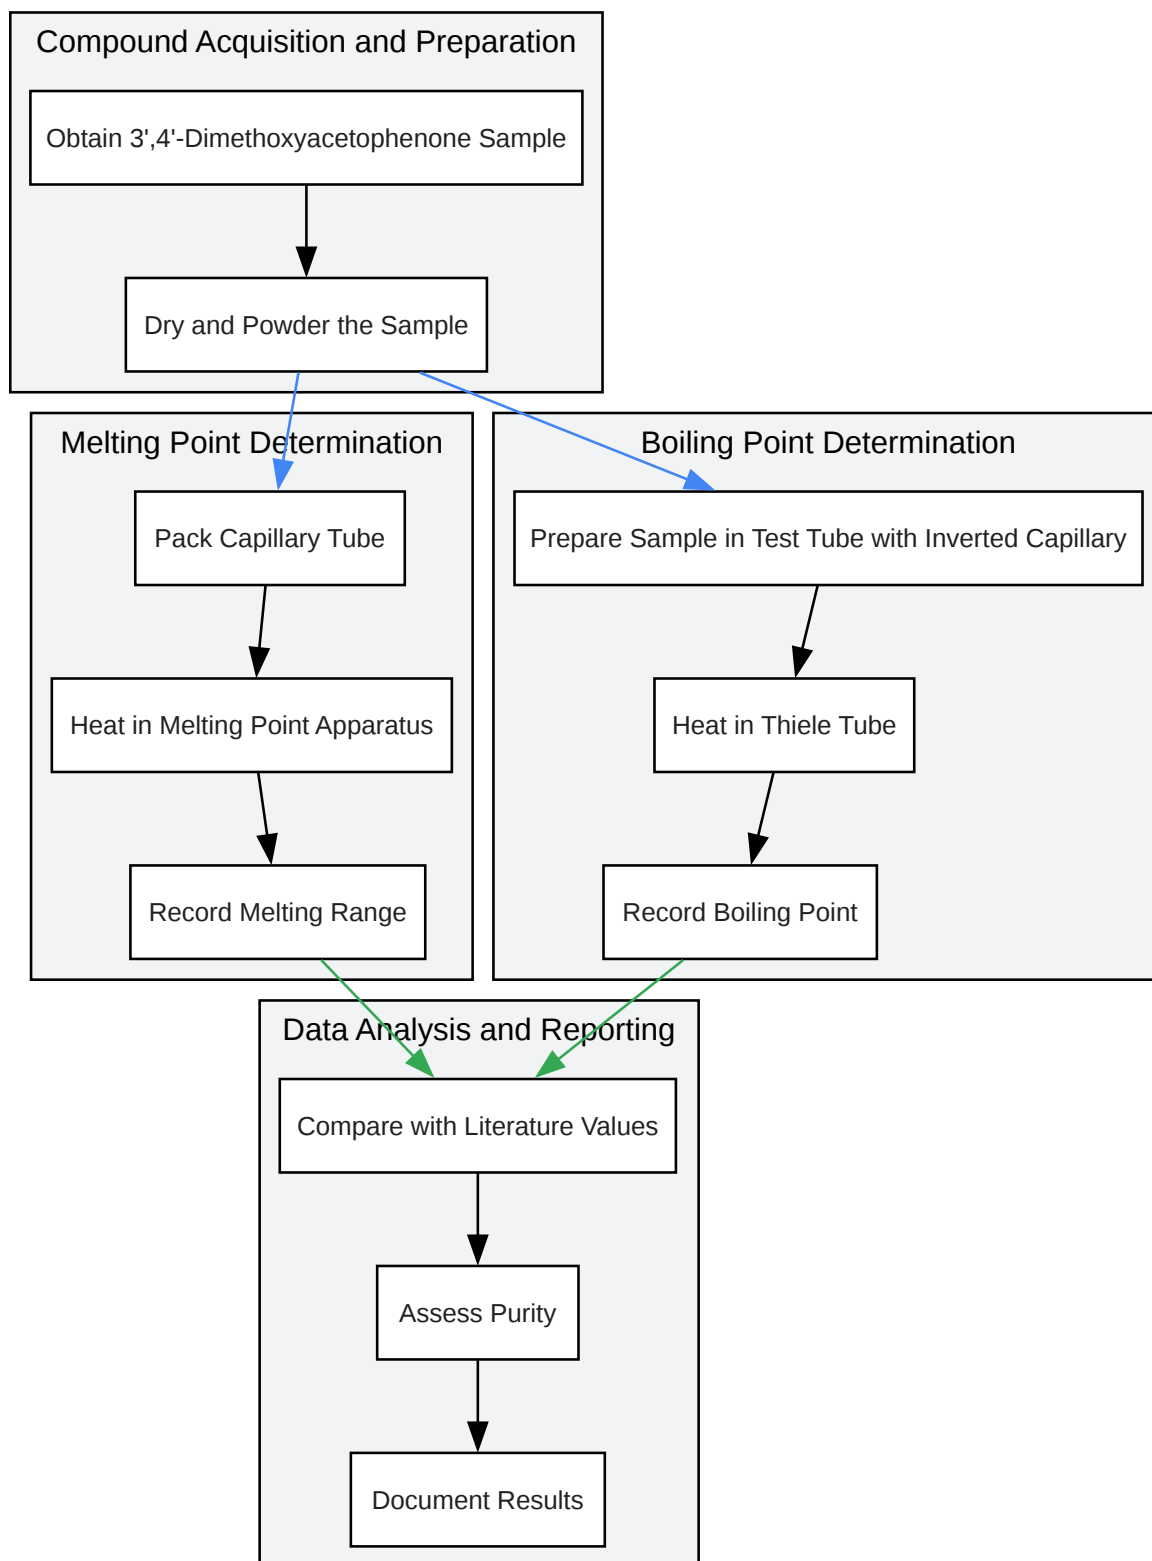 Compound Acquisition and Preparation
Obtain 3',4'-Dimethoxyacetophenone Sample
Dry and Powder the Sample
Melting Point Determination
Pack Capillary Tube
Heat in Melting Point Apparatus
Record Melting Range
Boiling Point Determination
Prepare Sample in Test Tube with Inverted Capillary
Heat in Thiele Tube
Record Boiling Point
Data Analysis and Reporting
Compare with Literature Values
Assess Purity
Document Results